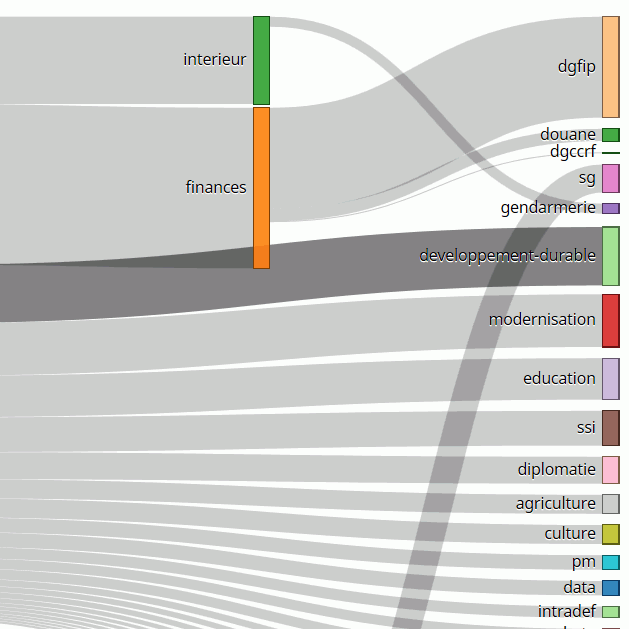 interieur
dgfip
douane
dgccrf
sg
finances
gendarmerie
developpement-durable
modernisation
education
ssi
diplomatie
agriculture
culture
pm
data
intradef